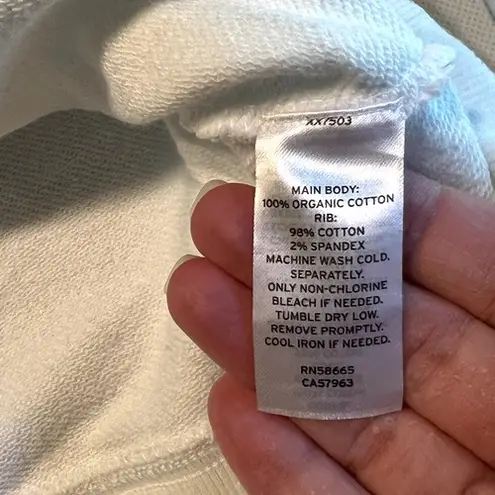 XX7503
MAIN BODY:
100% ORGANIC COTTON
RIB:
98% COTTON
2% SPANDEX
MACHINE WASH COLD.
SEPARATELY.
ONLY NON-CHLORINE
BLEACH IF NEEDED.
TUMBLE DRY LOW.
REMOVE PROMPTLY.
COOL IRON IF NEEDED.
RN58665
CA57963